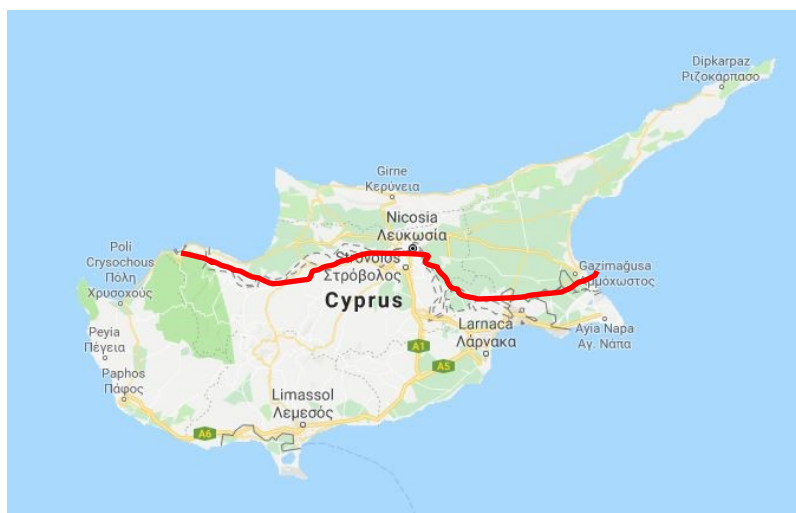 Dipkarpaz
Ριζοκάρπασο
Girne
Κερύνεια
Nicosia
Λευκωσία
Poli
Crysochous
Πόλη
Χρυσοχούς
Strovolos
Στρόβολος
Gazimağusa
Cyprus
Peyia
Πέγεια
Larnaca
Λάρνακα
Ayia Napa
Αγ. Νάπα
A1
A5
Paphos
Πάφος
Limassol
Λεμεσός
A6